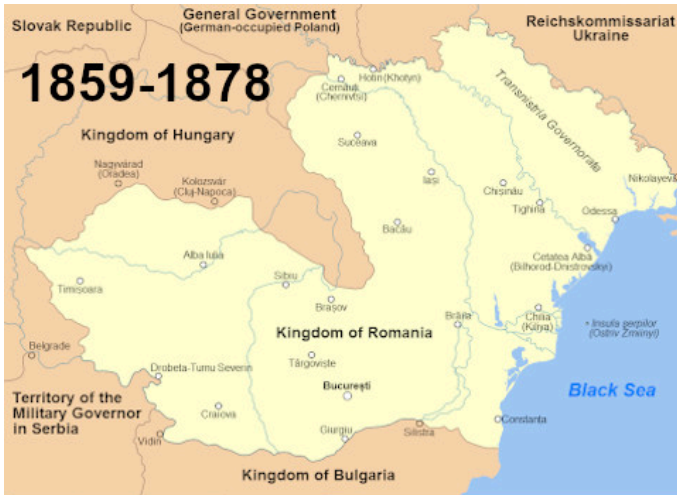 Slovak Republic
General Government
(German-occupied Poland)
Reichskommissariat
Ukraine
1859-1878
Hotin (Khotyn)
Cernăuți
(Chernivtsi)
Transnistria Governorate
Kingdom of Hungary
Suceava
Nagyvárad
(Oradea)
Kolozsvár
(Cluj-Napoca)
Iași
Chișinău
Nikolayevs
Tighina
Odessa
Bacău
Alba Iulia
Cetatea Albă
(Bilhorod-Dnistrovskyi)
Timișoara
Sibiu
Brașov
Chilia
(Kiliya)
Brăila
Insula șerpilor
(Ostriv Zmiinyi)
Kingdom of Romania
Belgrade
Târgoviște
Drobeta-Turnu Severin
București
Black Sea
Territory of the
Military Governor
in Serbia
Craiova
Constanța
Giurgiu
Silistra
Vidin
Kingdom of Bulgaria